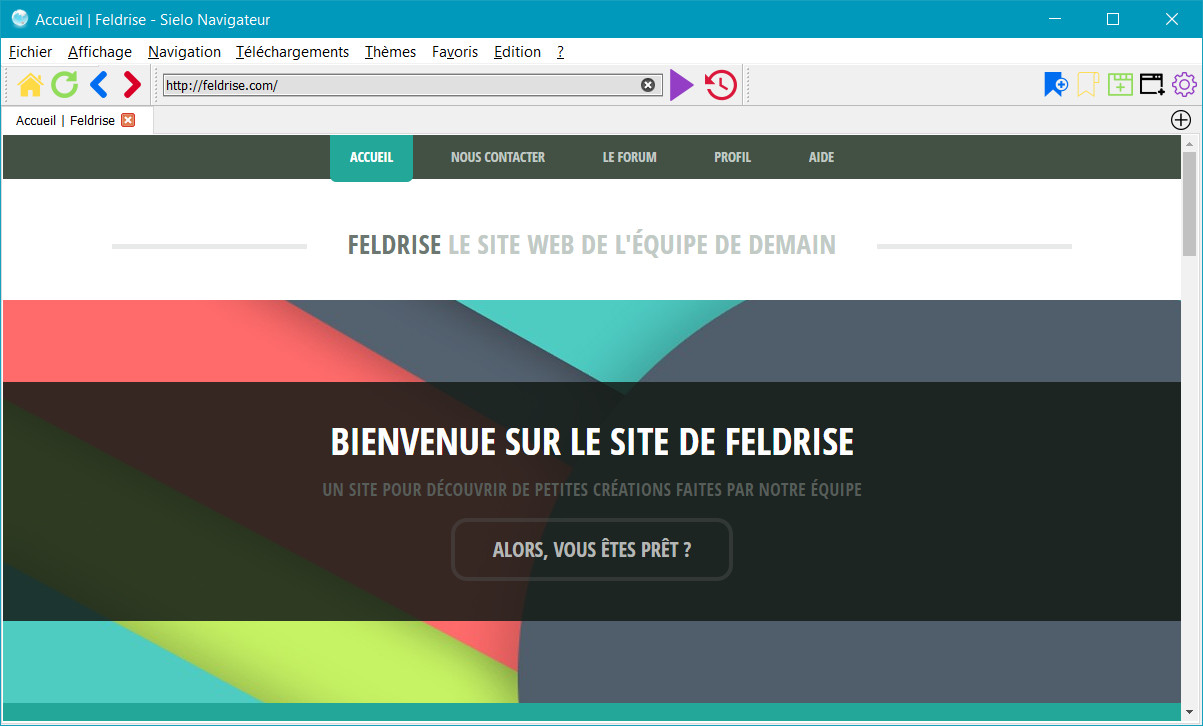 Accueil | Feldrise - Sielo Navigateur
Fichier Affichage Navigation Téléchargements Thèmes Favoris Edition ?
http://feldrise.com/
Accueil | Feldrise
ACCUEIL NOUS CONTACTER LE FORUM PROFIL AIDE
FELDRISE LE SITE WEB DE L'ÉQUIPE DE DEMAIN
BIENVENUE SUR LE SITE DE FELDRISE
UN SITE POUR DÉCOUVRIR DE PETITES CRÉATIONS FAITES PAR NOTRE ÉQUIPE
ALORS, VOUS ÊTES PRÊT ?